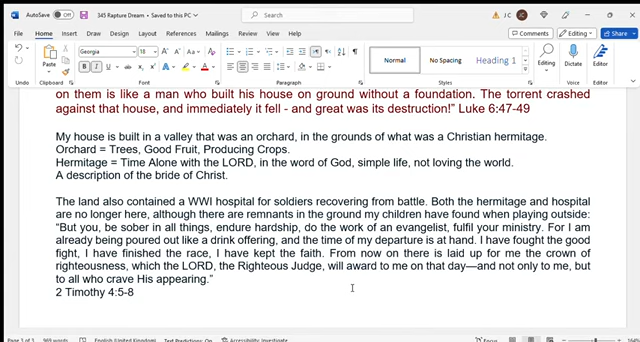 AutoSave Off 345 Rapture Dream • Saved to this PC Search J C
File Home Insert Draw Design Layout References Mailings Review View Help Comments Editing Share
Georgia 18
Paste
B I
Normal No Spacing Heading 1
Editing Dictate Add-ins
Clipboard Font Paragraph Styles
on them is like a man who built his house on ground without a foundation. The torrent crashed
against that house, and immediately it fell - and great was its destruction!” Luke 6:47-49
My house is built in a valley that was an orchard, in the grounds of what was a Christian hermitage.
Orchard = Trees, Good Fruit, Producing Crops.
Hermitage = Time Alone with the LORD, in the word of God, simple life, not loving the world.
A description of the bride of Christ.
The land also contained a WWI hospital for soldiers recovering from battle. Both the hermitage and hospital
are no longer here, although there are remnants in the ground my children have found when playing outside:
“But you, be sober in all things, endure hardship, do the work of an evangelist, fulfil your ministry. For I am
already being poured out like a drink offering, and the time of my departure is at hand. I have fought the good
fight, I have finished the race, I have kept the faith. From now on there is laid up for me the crown of
righteousness, which the LORD, the Righteous Judge, will award to me on that day—and not only to me, but
to all who crave His appearing.”
2 Timothy 4:5-8
Page 3 of 3 969 words English (United Kingdom) Text Predictions: On Accessibility: Investigate Focus 164%